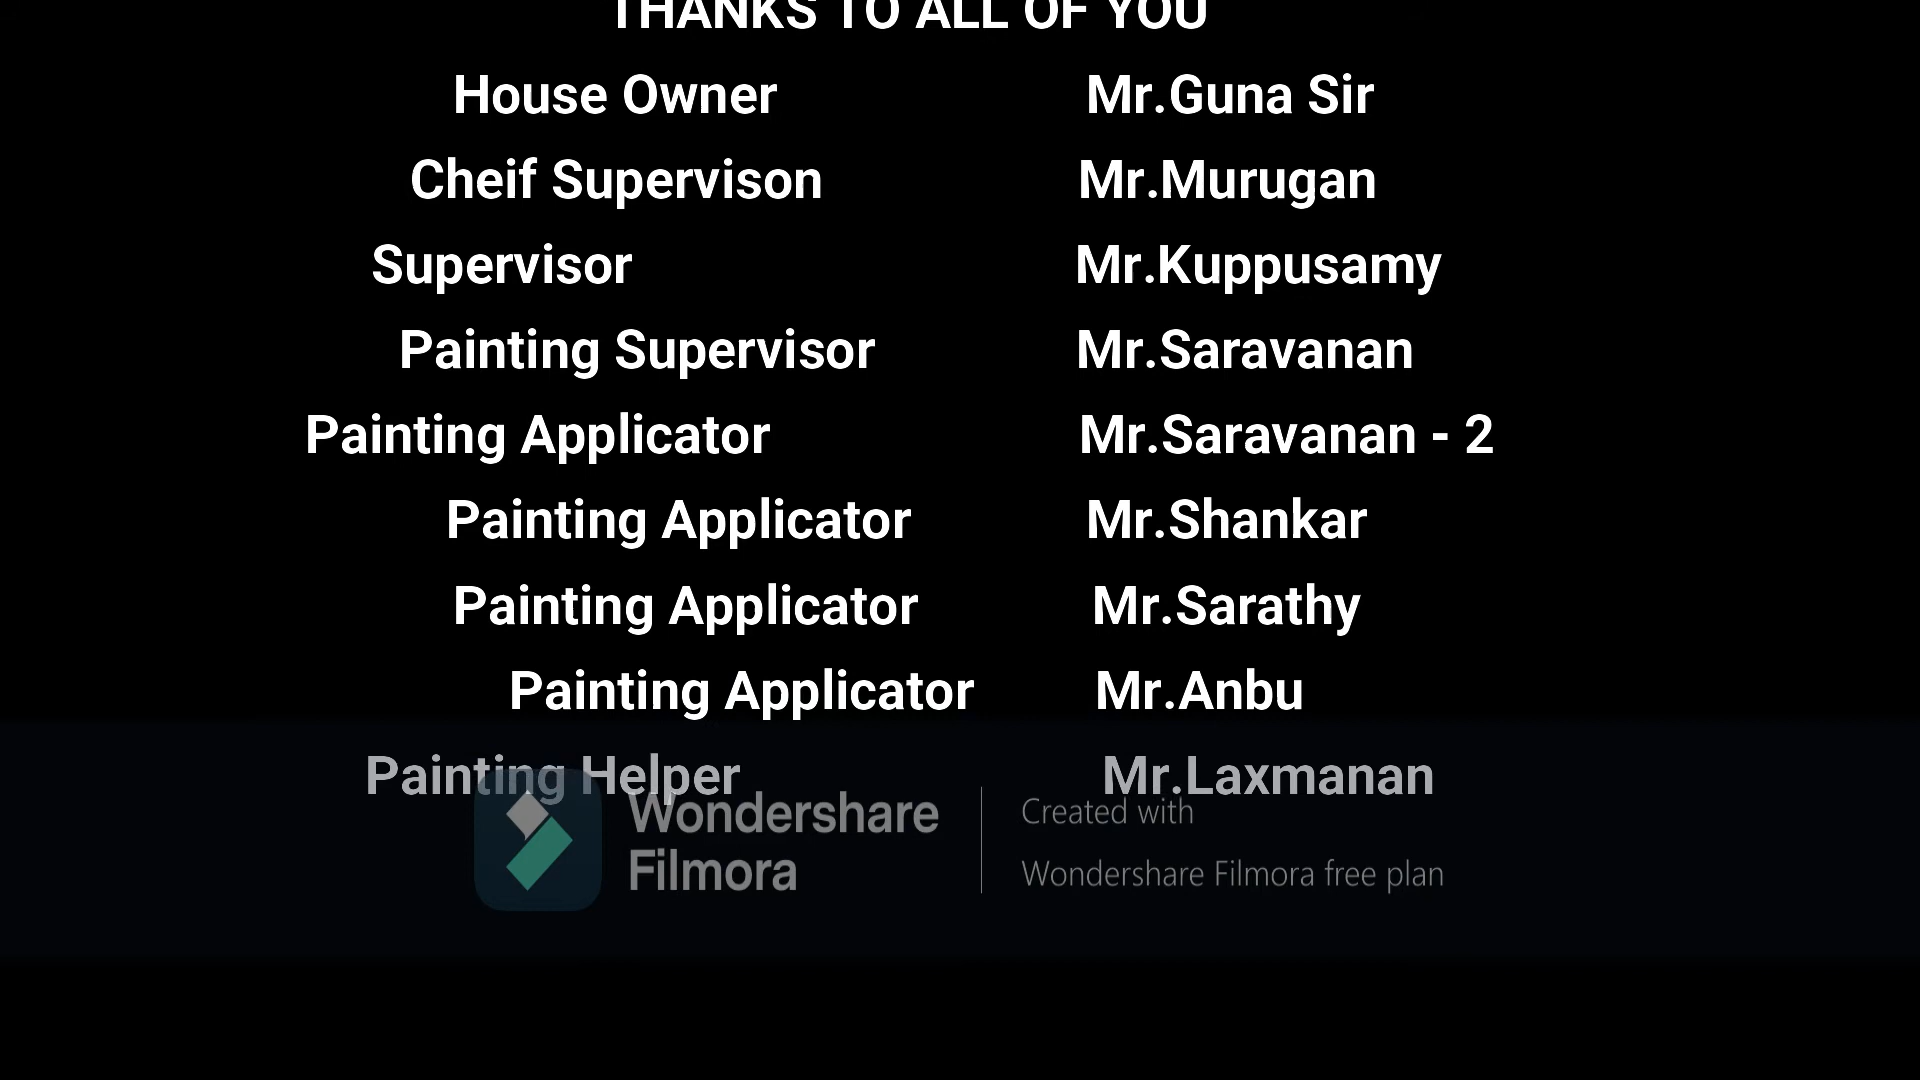 THANKS TO ALL OF YOU
House Owner Mr.Guna Sir
Cheif Supervison Mr.Murugan
Supervisor Mr.Kuppusamy
Painting Supervisor Mr.Saravanan
Painting Applicator Mr.Saravanan - 2
Painting Applicator Mr.Shankar
Painting Applicator Mr.Sarathy
Painting Applicator Mr.Anbu
Painting Helper Mr.Laxmanan
Wondershare
Filmora
Created with
Wondershare Filmora free plan